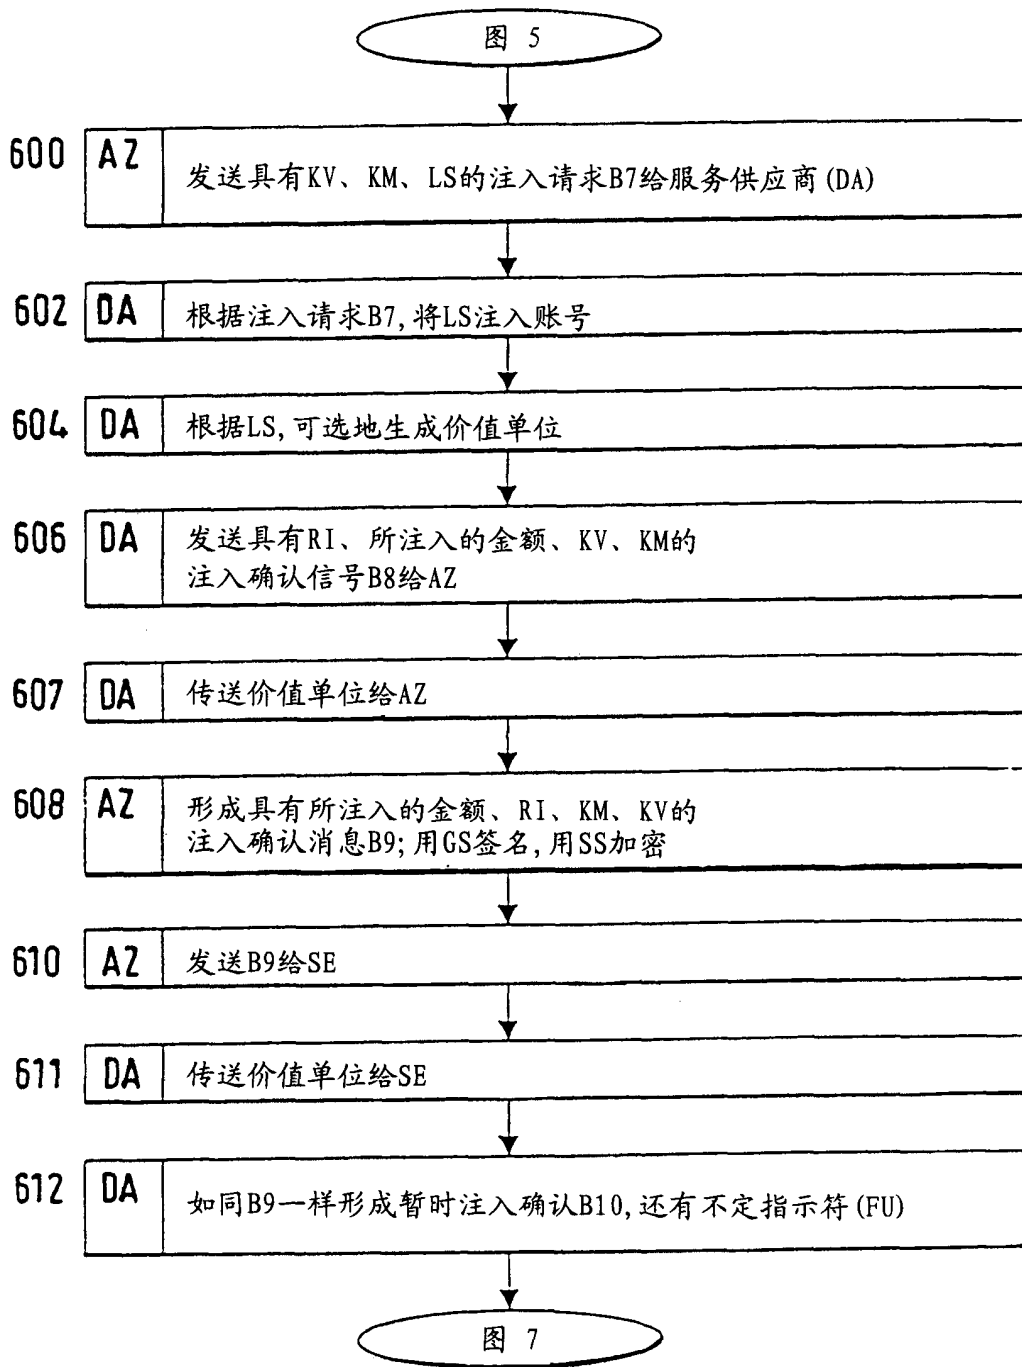 图 5
600 AZ 发送具有KV、KM、LS的注入请求B7给服务供应商(DA)
602 DA 根据注入请求B7,将LS注入账号
604 DA 根据LS,可选地生成价值单位
606 DA 发送具有RI、所注入的金额、KV、KM的
注入确认信号B8给AZ
607 DA 传送价值单位给AZ
608 AZ 形成具有所注入的金额、RI、KM、KV的
注入确认消息B9;用GS签名,用SS加密
610 AZ 发送B9给SE
611 DA 传送价值单位给SE
612 DA 如同B9一样形成暂时注入确认B10,还有不定指示符(FU)
图 7